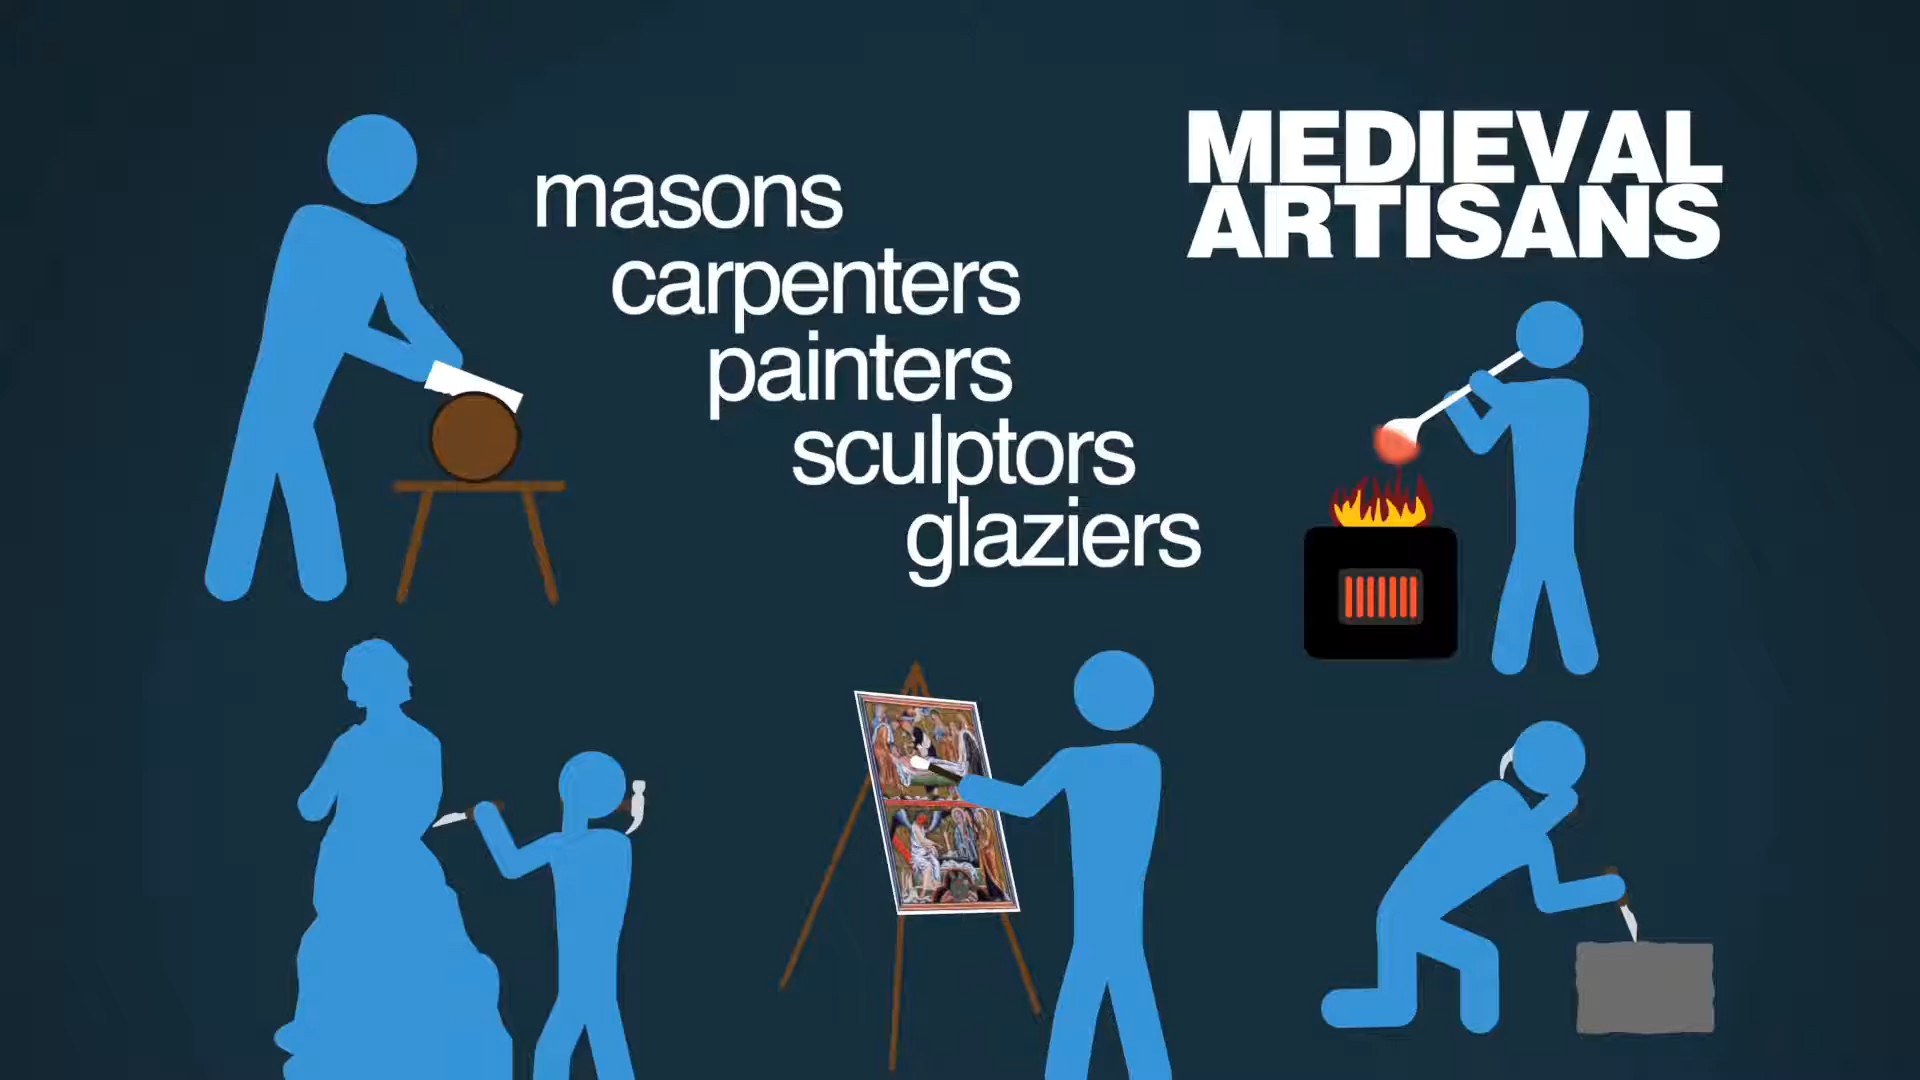 MEDIEVAL
ARTISANS
masons
carpenters
painters
sculptors
glaziers